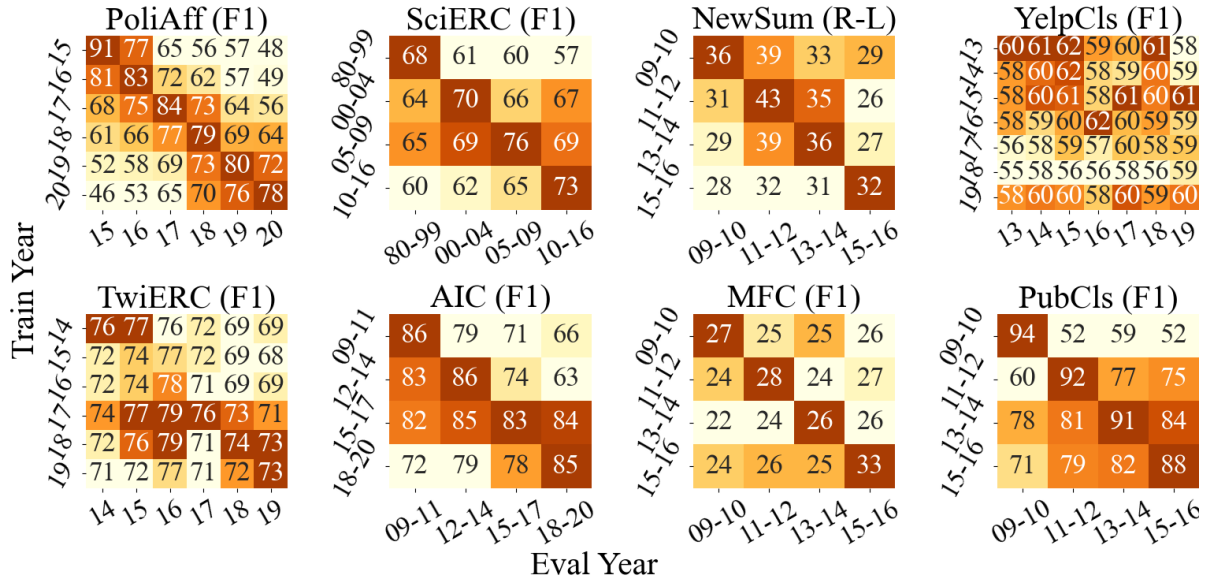 PoliAff (F1)
15 91 77 65 56 57 48
16 81 83 72 62 57 49
17 68 75 84 73 64 56
18 61 66 77 79 69 64
19 52 58 69 73 80 72
20 46 53 65 70 76 78
15 16 17 18 19 20
SciERC (F1)
80-99 68 61 60 57
00-04 64 70 66 67
05-09 65 69 76 69
10-16 60 62 65 73
80-99 00-04 05-09 10-16
NewSum (R-L)
09-10 36 39 33 29
11-12 31 43 35 26
13-14 29 39 36 27
15-16 28 32 31 32
09-10 11-12 13-14 15-16
YelpCls (F1)
13 60 61 62 59 60 61 58
14 58 60 62 58 59 60 59
15 58 60 61 58 61 60 61
16 58 59 60 62 60 59 59
17 56 58 59 57 60 58 59
18 55 58 56 56 58 56 59
19 58 60 60 58 60 59 60
13 14 15 16 17 18 19
Train Year
TwiERC (F1)
14 76 77 76 72 69 69
15 72 74 77 72 69 68
16 72 74 78 71 69 69
17 74 77 79 76 73 71
18 72 76 79 71 74 73
19 71 72 77 71 72 73
14 15 16 17 18 19
AIC (F1)
09-11 86 79 71 66
12-14 83 86 74 63
15-17 82 85 83 84
18-20 72 79 78 85
09-11 12-14 15-17 18-20
MFC (F1)
09-10 27 25 25 26
11-12 24 28 24 27
13-14 22 24 26 26
15-16 24 26 25 33
09-10 11-12 13-14 15-16
PubCls (F1)
09-10 94 52 59 52
11-12 60 92 77 75
13-14 78 81 91 84
15-16 71 79 82 88
09-10 11-12 13-14 15-16
Eval Year